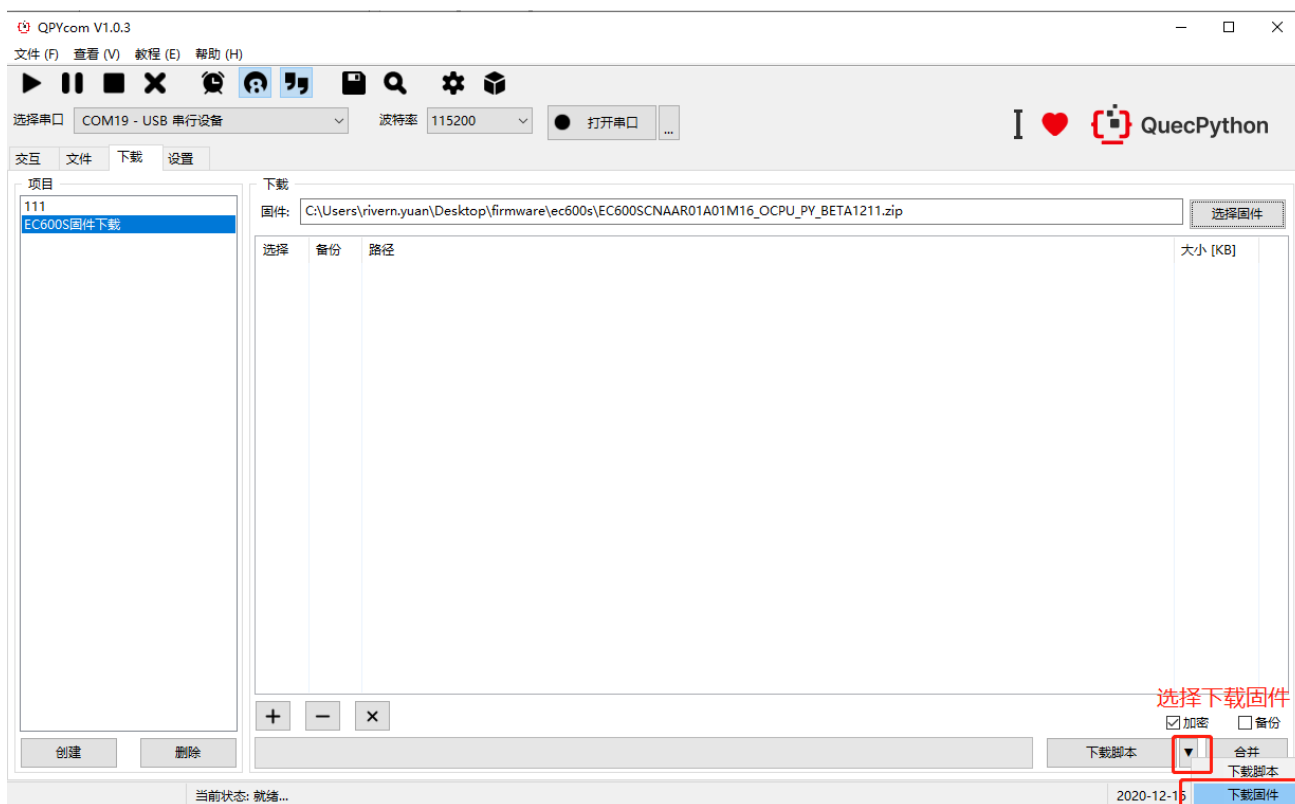 QPYcom V1.0.3
文件 (F) 查看 (V) 教程 (E) 帮助 (H)
选择串口 COM19 - USB 串行设备 波特率 115200 打开串口 ... I QuecPython
交互 文件 下载 设置
项目 下载
111
EC600S固件下载
固件: C:\Users\rivern.yuan\Desktop\firmware\ec600s\EC600SCNAAR01A01M16_OCPU_PY_BETA1211.zip 选择固件
选择 备份 路径 大小 [KB]
选择下载固件
加密 备份
创建 删除 下载脚本 合并
下载脚本
当前状态: 就绪... 2020-12-15 下载固件